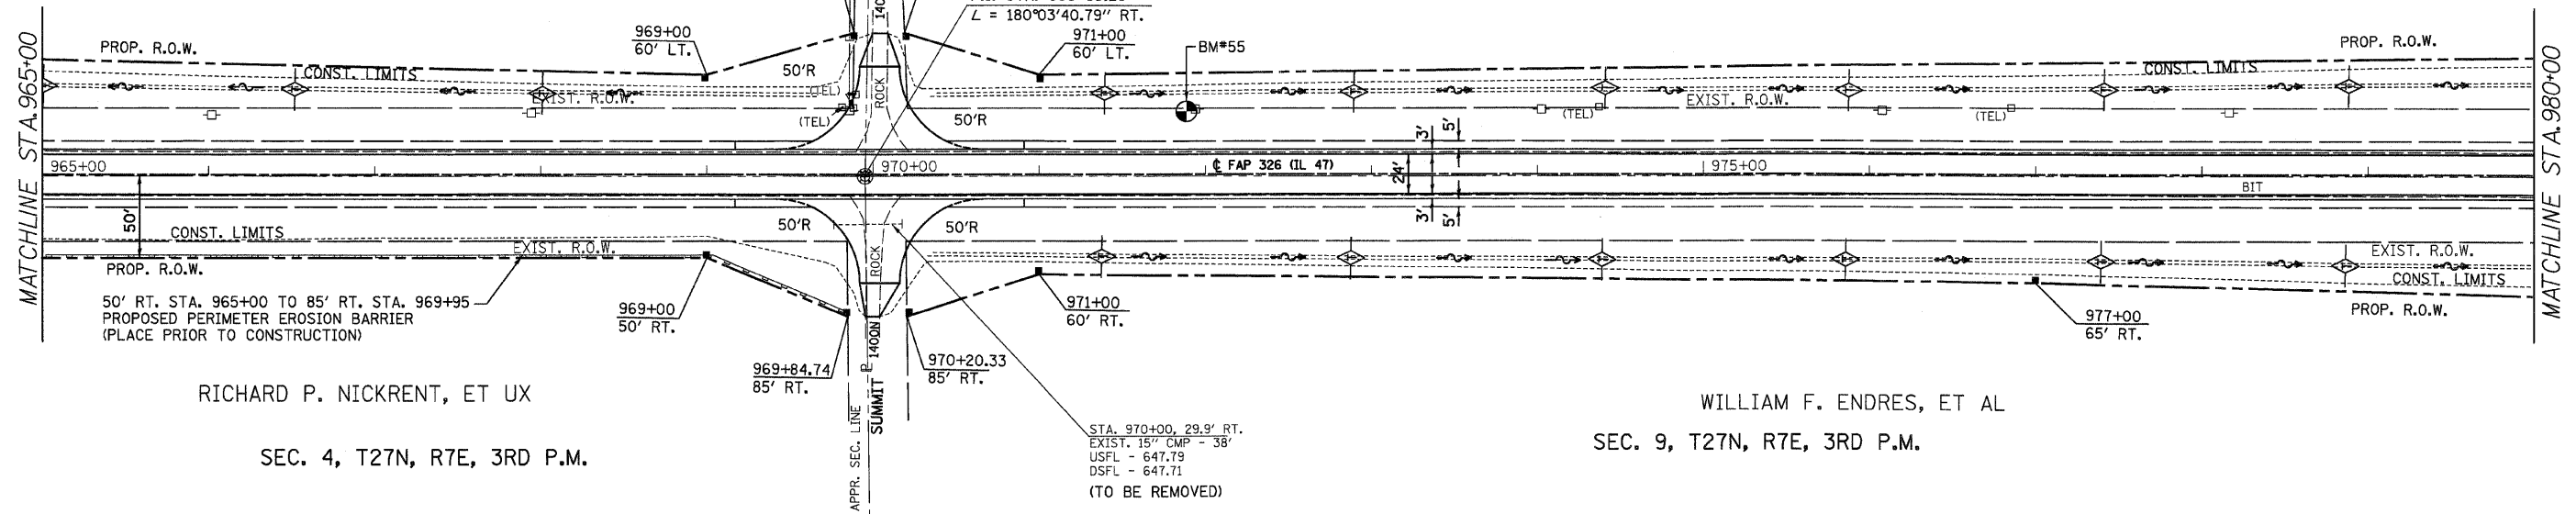 MATCHLINE STA.965+00
PROP. R.O.W.
CONST. LIMITS
EXIST. R.O.W.
969+00
60' LT.
50'R
(TEL)
(TEL)
140
ROCK
L = 180°03'40.79" RT.
971+00
60' LT.
BM#55
50'R
EXIST. R.O.W.
(TEL)
(TEL)
PROP. R.O.W.
CONST. LIMITS
MATCHLINE STA.980+00
965+00
970+00
℄ FAP 326 (IL 47)
975+00
BIT
3'
5'
24'
3'
5'
50'
CONST. LIMITS
EXIST. R.O.W.
PROP. R.O.W.
50' RT. STA. 965+00 TO 85' RT. STA. 969+95
PROPOSED PERIMETER EROSION BARRIER
(PLACE PRIOR TO CONSTRUCTION)
50'R
50'R
ROCK
969+00
50' RT.
971+00
60' RT.
969+84.74
85' RT.
970+20.33
85' RT.
1400N
SUMMIT
P
APPR. SEC. LINE
EXIST. R.O.W.
CONST. LIMITS
PROP. R.O.W.
977+00
65' RT.
STA. 970+00, 29.9' RT.
EXIST. 15" CMP - 38'
USFL - 647.79
DSFL - 647.71
(TO BE REMOVED)
RICHARD P. NICKRENT, ET UX
SEC. 4, T27N, R7E, 3RD P.M.
WILLIAM F. ENDRES, ET AL
SEC. 9, T27N, R7E, 3RD P.M.